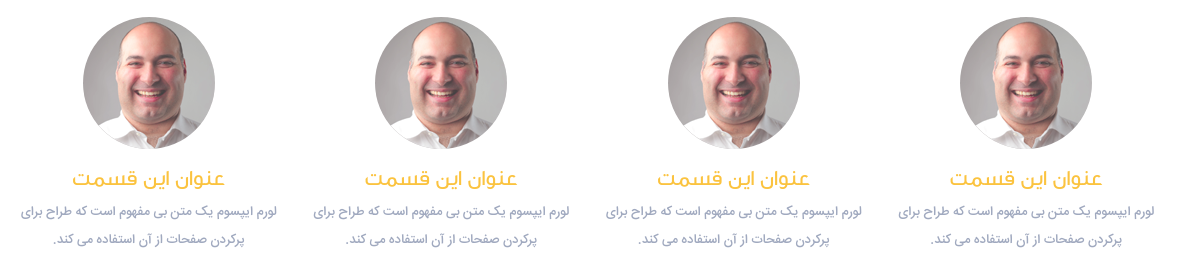 عنوان این قسمت
لورم ایپسوم یک متن بی مفهوم است که طراح برای
پرکردن صفحات از آن استفاده می کند.
عنوان این قسمت
لورم ایپسوم یک متن بی مفهوم است که طراح برای
پرکردن صفحات از آن استفاده می کند.
عنوان این قسمت
لورم ایپسوم یک متن بی مفهوم است که طراح برای
پرکردن صفحات از آن استفاده می کند.
عنوان این قسمت
لورم ایپسوم یک متن بی مفهوم است که طراح برای
پرکردن صفحات از آن استفاده می کند.